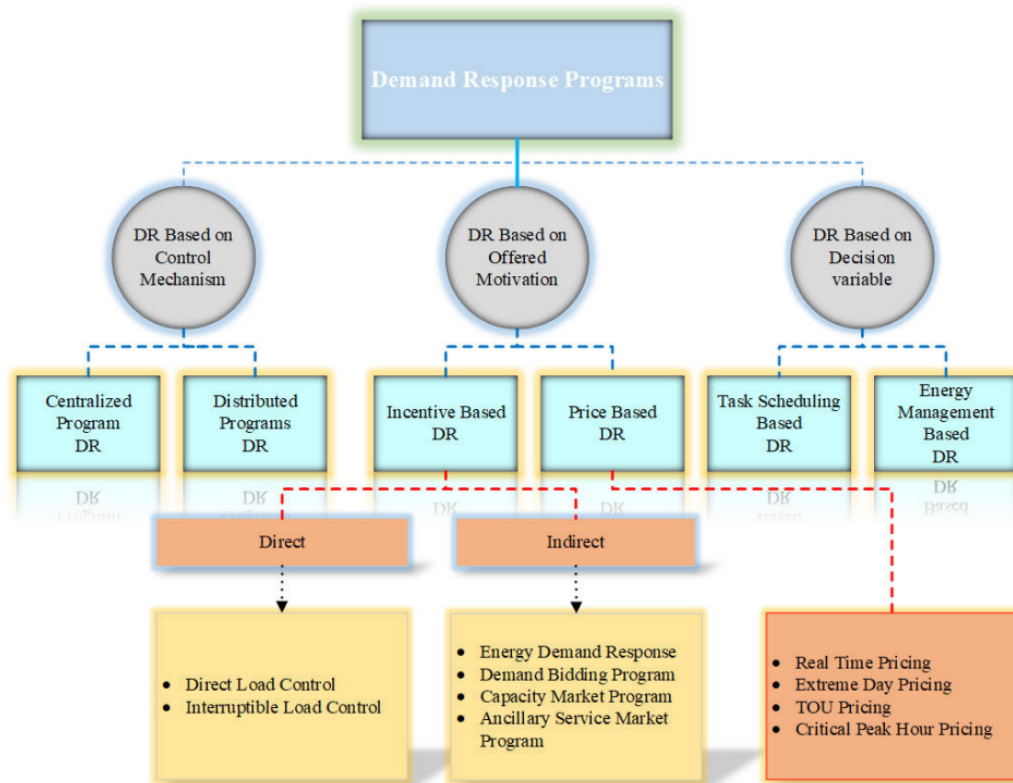 Demand Response Programs
DR Based on
Control
Mechanism
DR Based on
Offered
Motivation
DR Based on
Decision
variable
Centralized
Program
DR
Distributed
Programs
DR
Incentive Based
DR
Price Based
DR
Task Scheduling
Based
DR
Energy
Management
Based
DR
Direct
Indirect
• Direct Load Control
• Interruptible Load Control
• Energy Demand Response
• Demand Bidding Program
• Capacity Market Program
• Ancillary Service Market
Program
• Real Time Pricing
• Extreme Day Pricing
• TOU Pricing
• Critical Peak Hour Pricing